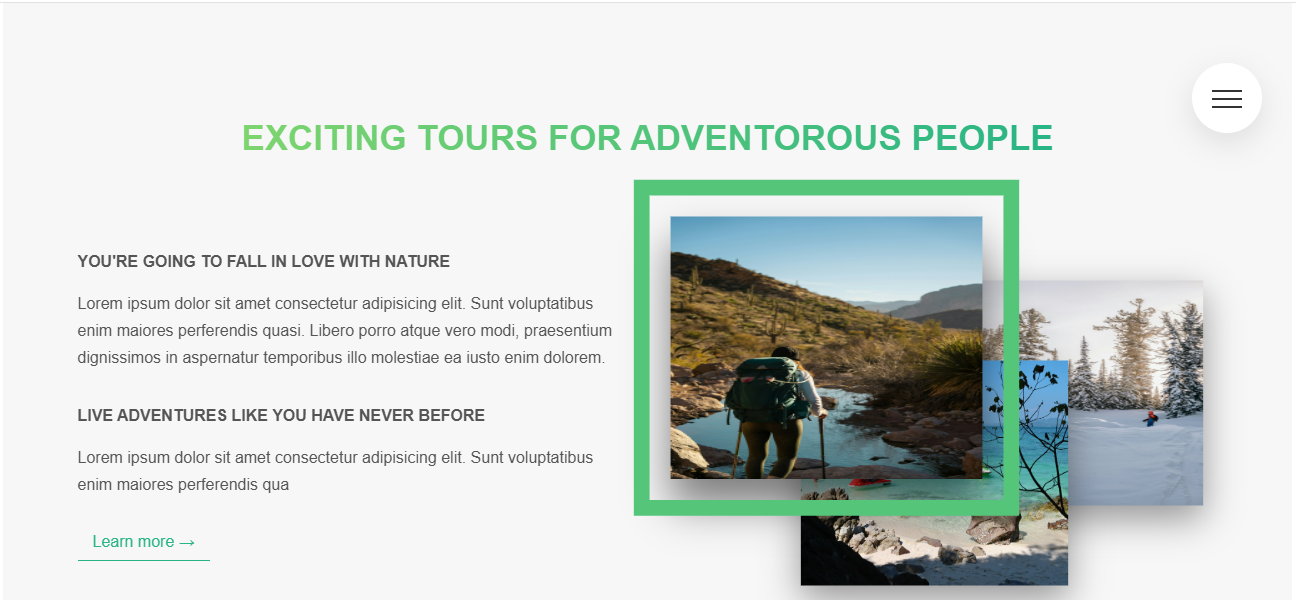 EXCITING TOURS FOR ADVENTOROUS PEOPLE
YOU'RE GOING TO FALL IN LOVE WITH NATURE
Lorem ipsum dolor sit amet consectetur adipisicing elit. Sunt voluptatibus
enim maiores perferendis quasi. Libero porro atque vero modi, praesentium
dignissimos in aspernatur temporibus illo molestiae ea iusto enim dolorem.
LIVE ADVENTURES LIKE YOU HAVE NEVER BEFORE
Lorem ipsum dolor sit amet consectetur adipisicing elit. Sunt voluptatibus
enim maiores perferendis qua
Learn more →